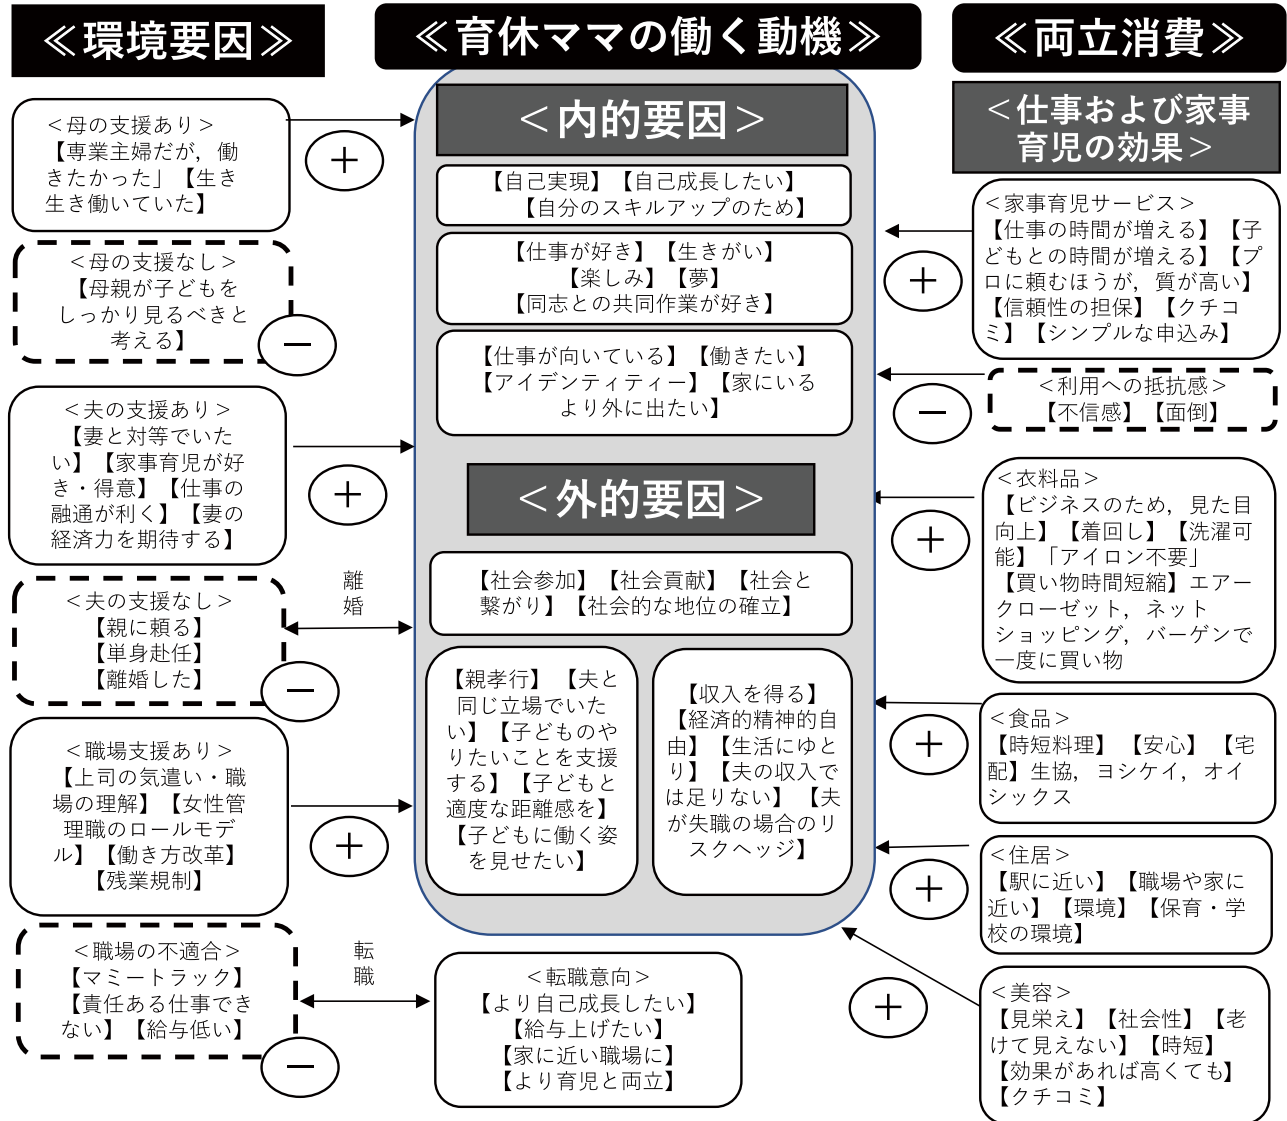 ≪環境要因≫
＜母の支援あり＞
【専業主婦だが，働
きたかった」【生き
生き働いていた】
＋
＜母の支援なし＞
【母親が子どもを
しっかり見るべきと
考える】
－
＜夫の支援あり＞
【妻と対等でいた
い】【家事育児が好
き・得意】【仕事の
融通が利く】【妻の
経済力を期待する】
＋
＜夫の支援なし＞
【親に頼る】
【単身赴任】
【離婚した】
－
離
婚
＜職場支援あり＞
【上司の気遣い・職
場の理解】【女性管
理職のロールモデ
ル】【働き方改革】
【残業規制】
＋
＜職場の不適合＞
【マミートラック】
【責任ある仕事でき
ない】【給与低い】
－
転
職
≪育休ママの働く動機≫
＜内的要因＞
【自己実現】【自己成長したい】
【自分のスキルアップのため】
【仕事が好き】【生きがい】
【楽しみ】【夢】
【同志との共同作業が好き】
【仕事が向いている】【働きたい】
【アイデンティティー】【家にいる
より外に出たい】
＜外的要因＞
【社会参加】【社会貢献】【社会と
繋がり】【社会的な地位の確立】
【親孝行】【夫と
同じ立場でいた
い】【子どものや
りたいことを支援
する】【子どもと
適度な距離感を】
【子どもに働く姿
を見せたい】
【収入を得る】
【経済的精神的自
由】【生活にゆと
り】【夫の収入で
は足りない】【夫
が失職の場合のリ
スクヘッジ】
＜転職意向＞
【より自己成長したい】
【給与上げたい】
【家に近い職場に】
【より育児と両立】
≪両立消費≫
＜仕事および家事
育児の効果＞
＜家事育児サービス＞
【仕事の時間が増える】【子
どもとの時間が増える】【プ
ロに頼むほうが，質が高い】
【信頼性の担保】【クチコ
ミ】【シンプルな申込み】
＋
＜利用への抵抗感＞
【不信感】【面倒】
－
＜衣料品＞
【ビジネスのため，見た目
向上】【着回し】【洗濯可
能】「アイロン不要」
【買い物時間短縮】エアー
クローゼット，ネット
ショッピング，バーゲンで
一度に買い物
＋
＜食品＞
【時短料理】【安心】【宅
配】生協，ヨシケイ，オイ
シックス
＋
＜住居＞
【駅に近い】【職場や家に
近い】【環境】【保育・学
校の環境】
＋
＜美容＞
【見栄え】【社会性】【老
けて見えない】【時短】
【効果があれば高くても】
【クチコミ】
＋